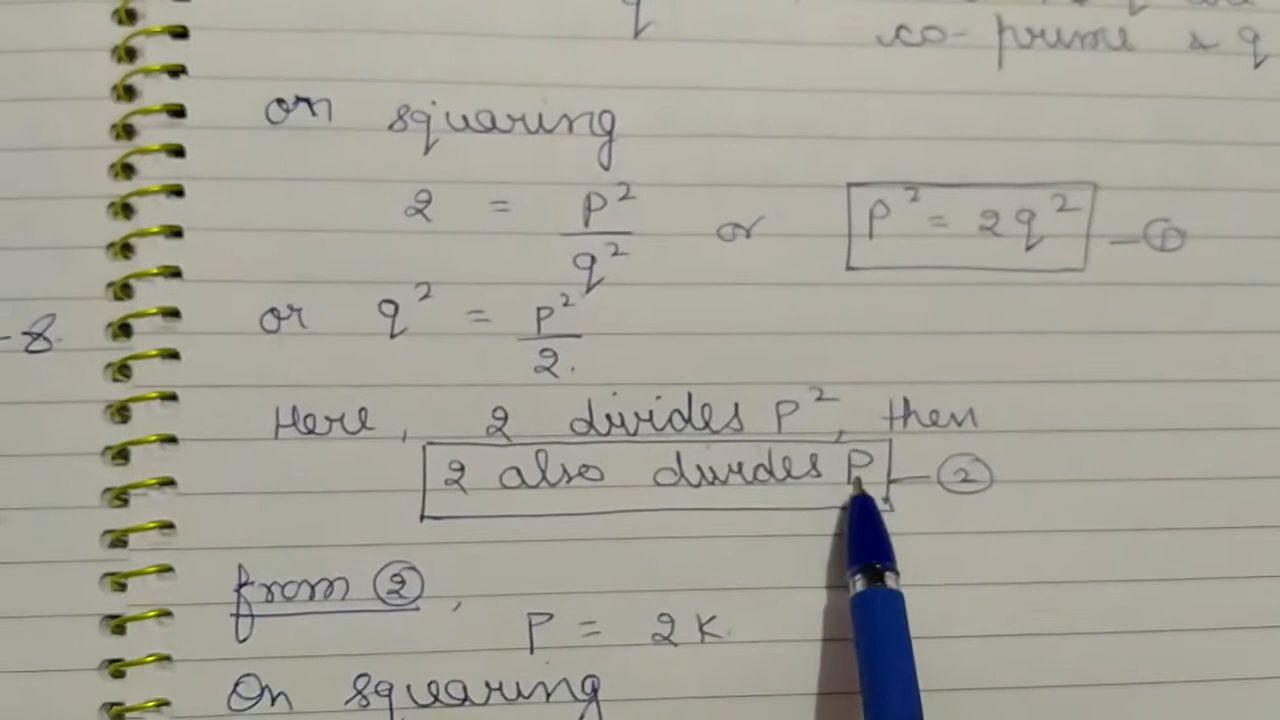 q
co-prime & q
on squaring
2 = p²/q² or p² = 2q² - ①
or q² = p²/2.
-8.
Here, 2 divides p², then
2 also divides p - ②
from ②,
P = 2K.
On squaring